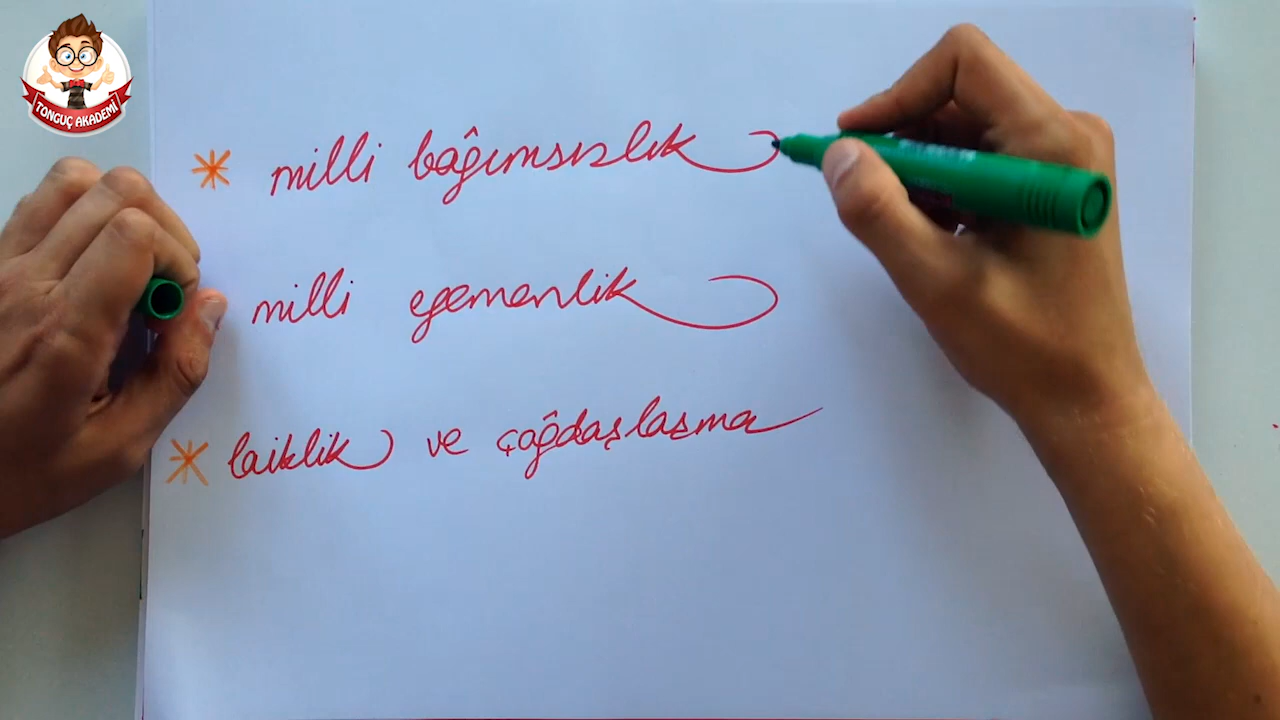 TONGUÇ AKADEMİ
* milli bağımsızlık
milli egemenlik
* laiklik ve çağdaşlaşma